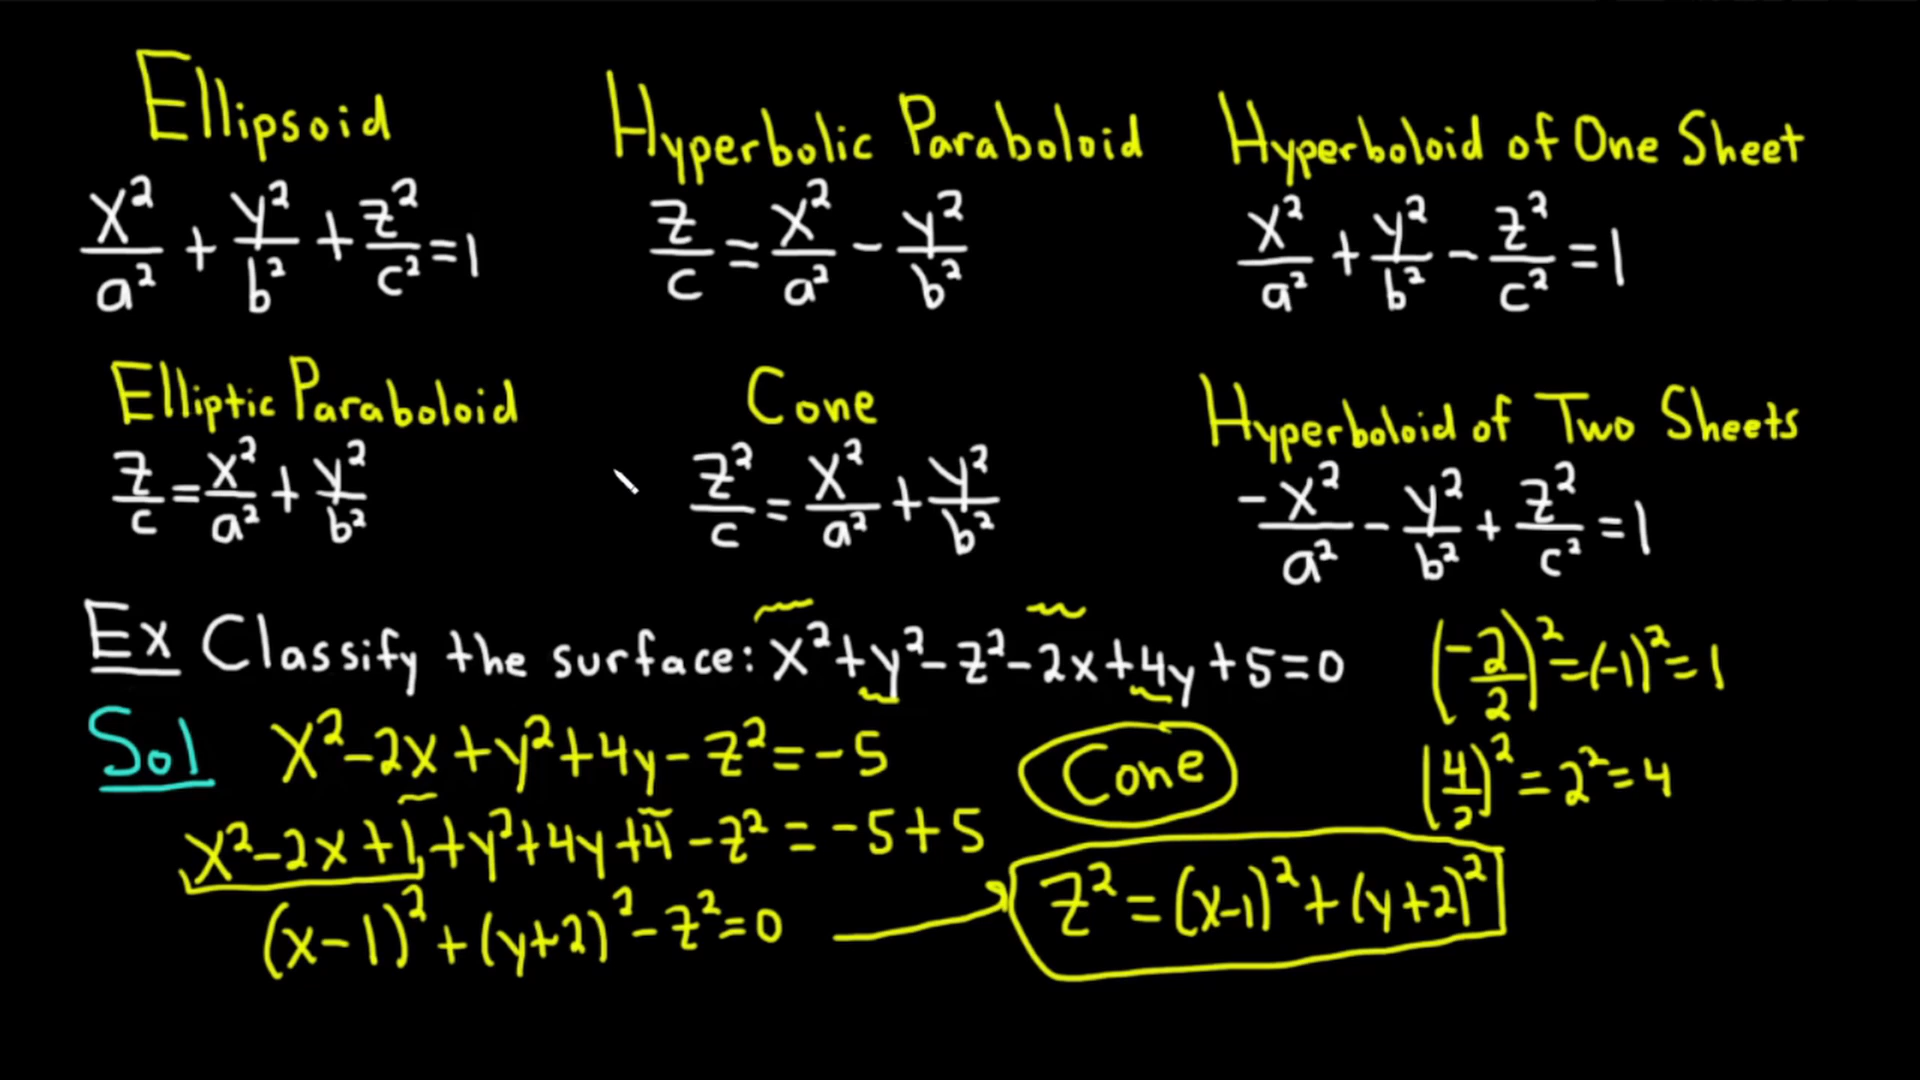 Ellipsoid
x²/a² + y²/b² + z²/c² = 1
Hyperbolic Paraboloid
z/c = x²/a² - y²/b²
Hyperboloid of One Sheet
x²/a² + y²/b² - z²/c² = 1
Elliptic Paraboloid
z/c = x²/a² + y²/b²
Cone
z²/c = x²/a² + y²/b²
Hyperboloid of Two Sheets
-x²/a² - y²/b² + z²/c² = 1
Ex Classify the surface: x²+y²-z²-2x+4y+5=0
(-2/2)²=(-1)²=1
Sol x²-2x+y²+4y-z²=-5
Cone
(4/2)²=2²=4
x²-2x+1+y²+4y+4-z²=-5+5
(x-1)²+(y+2)²-z²=0
z²=(x-1)²+(y+2)²